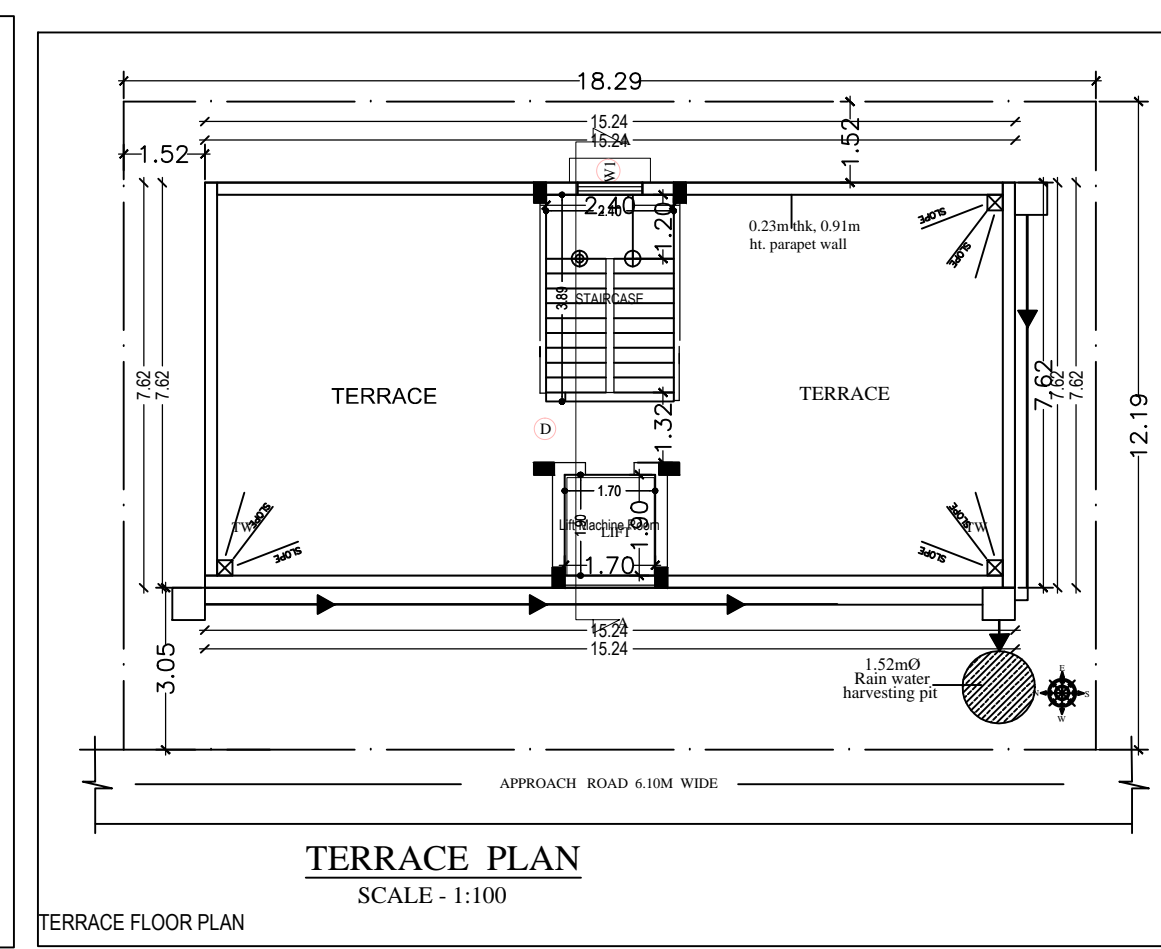 18.29
15.24
15.24
A
1.52
1.52
W1
2.40
2.40
1.20
0.23m thk, 0.91m
ht. parapet wall
SLOPE
SLOPE
3.89
STAIRCASE
7.62
7.62
TERRACE
TERRACE
7.62
7.62
7.62
12.19
D
1.32
1.70
1.90
1.90
Lift Machine Room
LIFT
1.70
TW
SLOPE
SLOPE
TW
SLOPE
SLOPE
A
15.24
15.24
3.05
1.52mØ
Rain water
harvesting pit
E
N
S
W
APPROACH ROAD 6.10M WIDE
TERRACE PLAN
SCALE - 1:100
TERRACE FLOOR PLAN